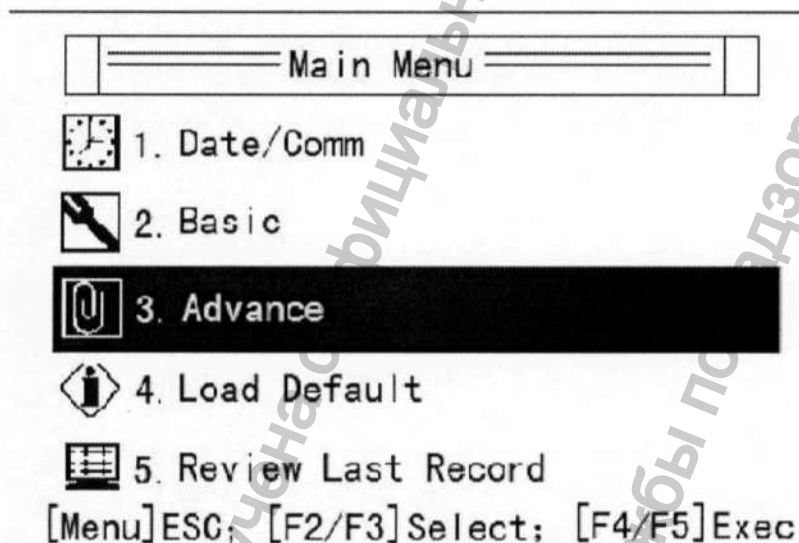 Main Menu
1. Date/Comm
2. Basic
3. Advance
4. Load Default
5. Review Last Record
[Menu]ESC; [F2/F3]Select; [F4/F5]Exec